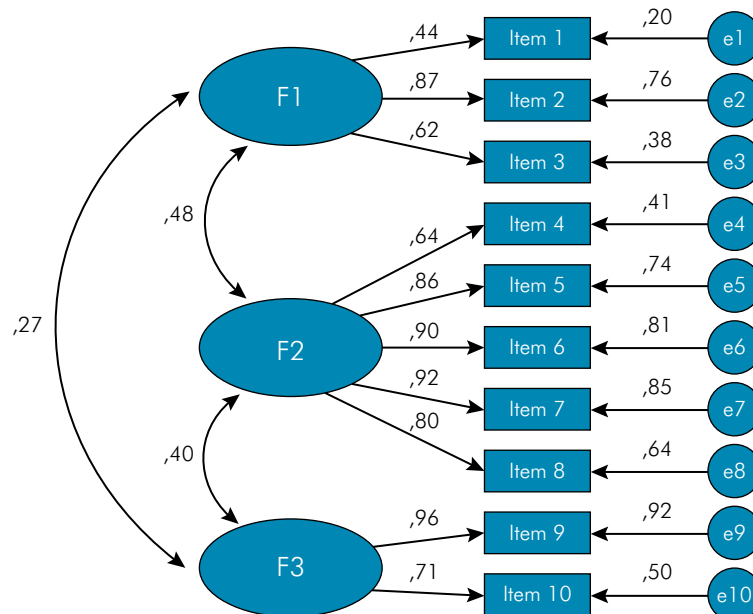 ,44 Item 1 ,20 e1
F1 ,87 Item 2 ,76 e2
,62 Item 3 ,38 e3
,48
,64 Item 4 ,41 e4
,86 Item 5 ,74 e5
,27
F2 ,90 Item 6 ,81 e6
,92 Item 7 ,85 e7
,80 Item 8 ,64 e8
,40
,96 Item 9 ,92 e9
F3
,71 Item 10 ,50 e10